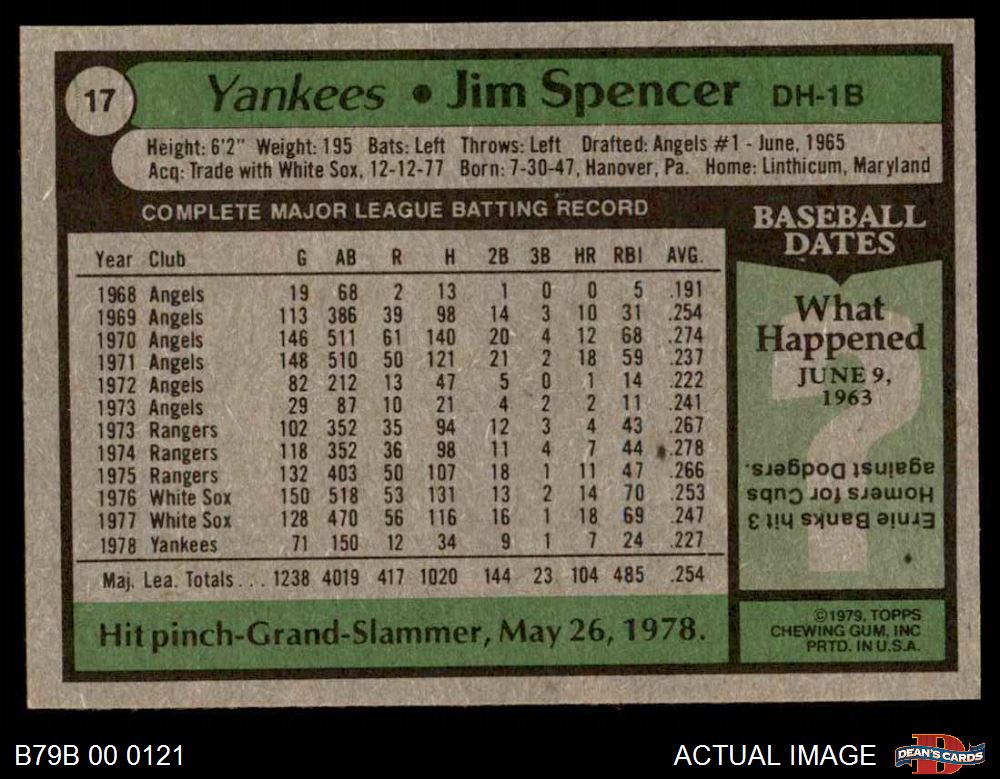 17
Yankees • Jim Spencer DH-1B
Height: 6'2" Weight: 195 Bats: Left Throws: Left Drafted: Angels #1 - June, 1965
Acq: Trade with White Sox, 12-12-77 Born: 7-30-47, Hanover, Pa. Home: Linthicum, Maryland
COMPLETE MAJOR LEAGUE BATTING RECORD
Year Club G AB R H 2B 3B HR RBI AVG.
1968 Angels 19 68 2 13 1 0 0 5 .191
1969 Angels 113 386 39 98 14 3 10 31 .254
1970 Angels 146 511 61 140 20 4 12 68 .274
1971 Angels 148 510 50 121 21 2 18 59 .237
1972 Angels 82 212 13 47 5 0 1 14 .222
1973 Angels 29 87 10 21 4 2 2 11 .241
1973 Rangers 102 352 35 94 12 3 4 43 .267
1974 Rangers 118 352 36 98 11 4 7 44 .278
1975 Rangers 132 403 50 107 18 1 11 47 .266
1976 White Sox 150 518 53 131 13 2 14 70 .253
1977 White Sox 128 470 56 116 16 1 18 69 .247
1978 Yankees 71 150 12 34 9 1 7 24 .227
Maj. Lea. Totals... 1238 4019 417 1020 144 23 104 485 .254
Hit pinch-Grand-Slammer, May 26, 1978.
BASEBALL
DATES
What
Happened
JUNE 9,
1963
?
Ernie Banks hit 3
Homers for Cubs
against Dodgers.
©1979, TOPPS
CHEWING GUM, INC
PRTD. IN U.S.A.
B79B 00 0121
ACTUAL IMAGE
D
DEAN'S CARDS